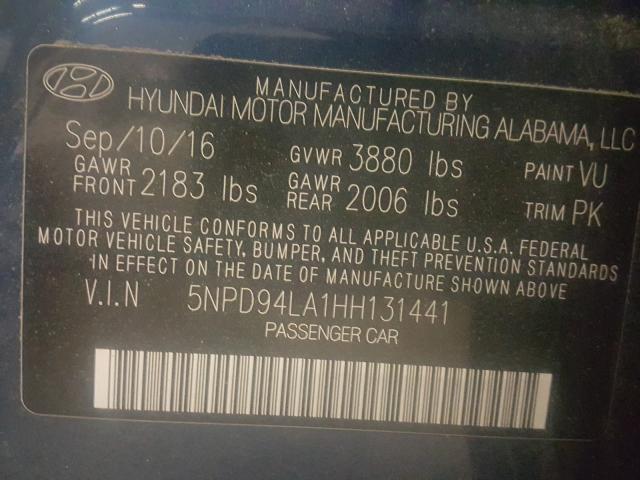 MANUFACTURED BY
HYUNDAI MOTOR MANUFACTURING ALABAMA, LLC
Sep/10/16 GVWR 3880 lbs PAINT VU
GAWR FRONT 2183 lbs GAWR REAR 2006 lbs TRIM PK
THIS VEHICLE CONFORMS TO ALL APPLICABLE U.S.A. FEDERAL
MOTOR VEHICLE SAFETY, BUMPER, AND THEFT PREVENTION STANDARDS
IN EFFECT ON THE DATE OF MANUFACTURE SHOWN ABOVE
V.I.N 5NPD94LA1HH131441
PASSENGER CAR